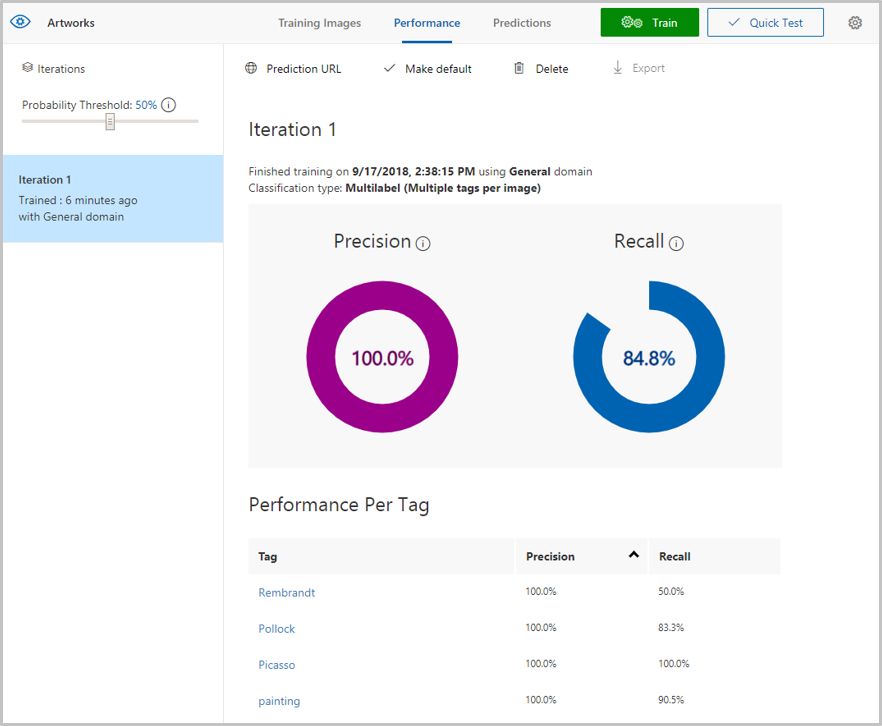 Artworks
Training Images
Performance
Predictions
Train
Quick Test
Iterations
Probability Threshold: 50%
Iteration 1
Trained : 6 minutes ago
with General domain
Prediction URL
Make default
Delete
Export
Iteration 1
Finished training on 9/17/2018, 2:38:15 PM using General domain
Classification type: Multilabel (Multiple tags per image)
Precision
Recall
100.0%
84.8%
Performance Per Tag
Tag Precision Recall
Rembrandt 100.0% 50.0%
Pollock 100.0% 83.3%
Picasso 100.0% 100.0%
painting 100.0% 90.5%